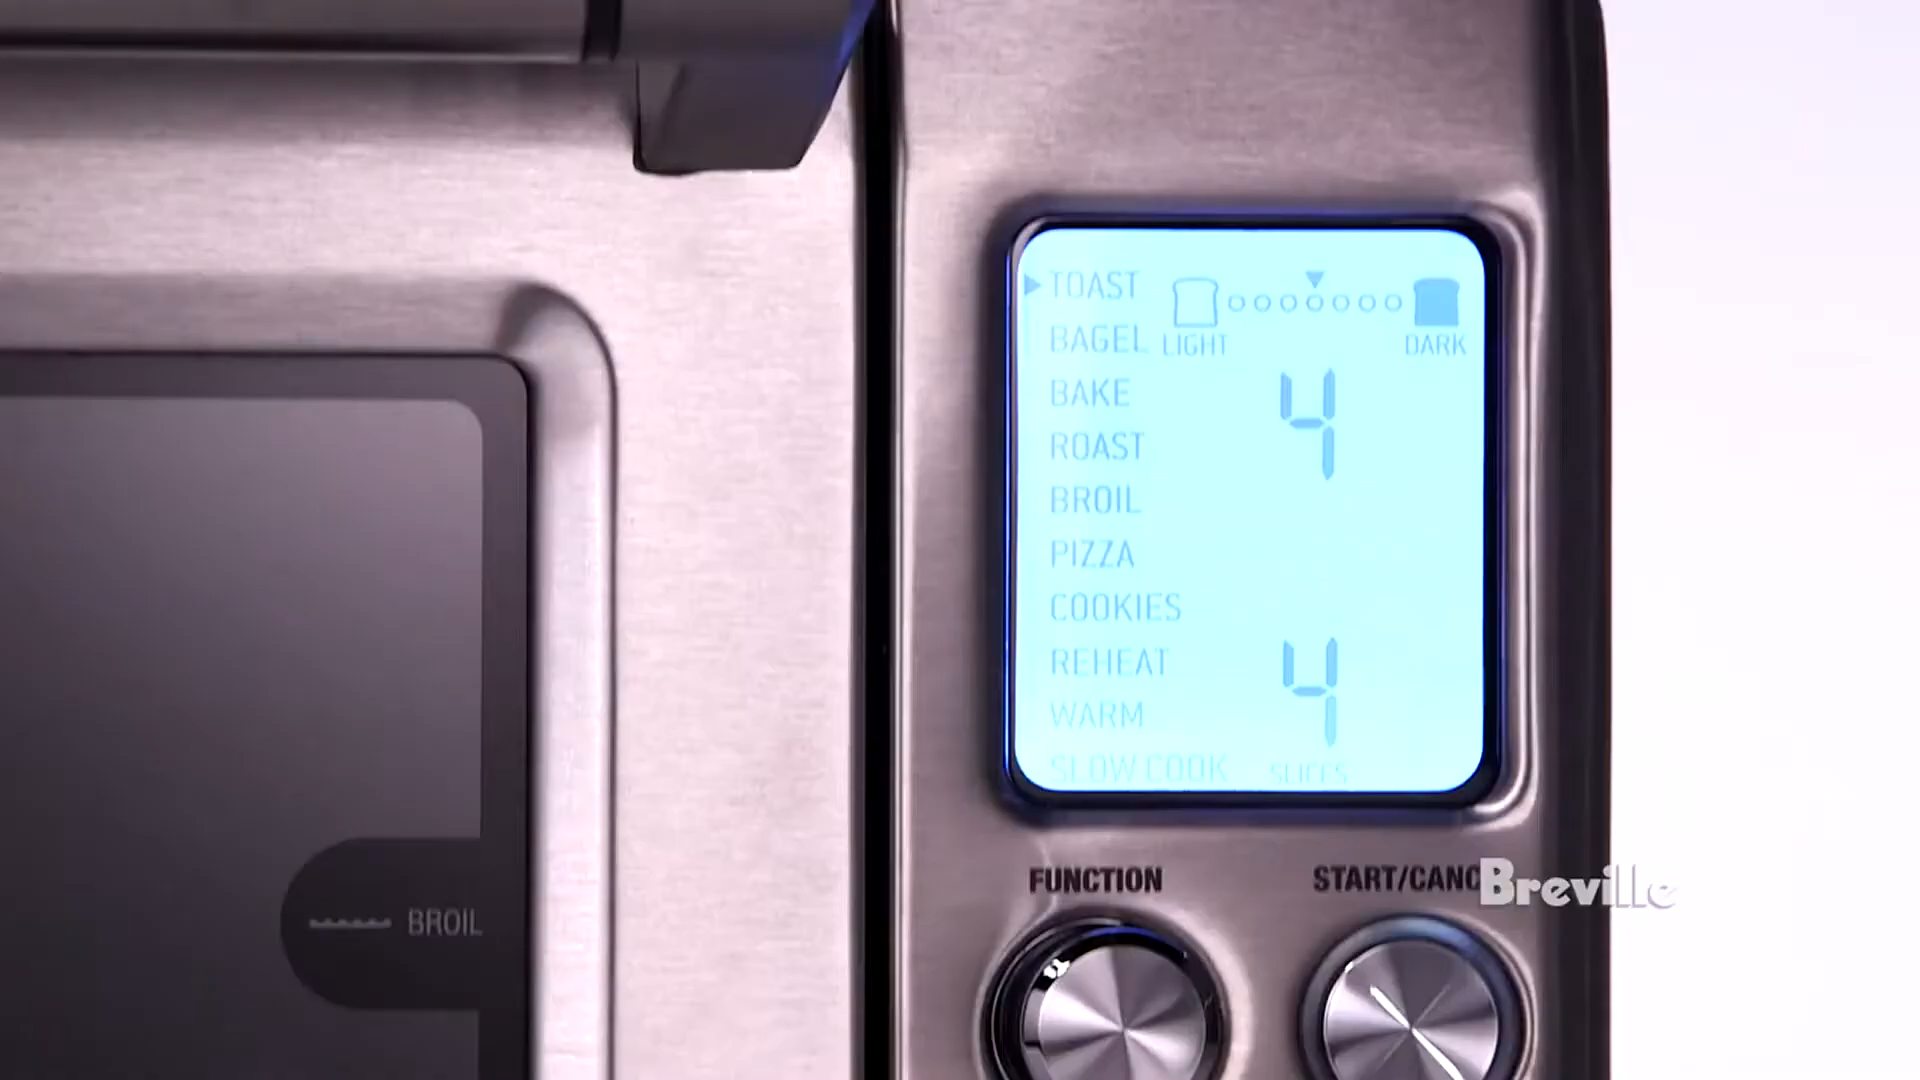 TOAST
BAGEL
BAKE
ROAST
BROIL
PIZZA
COOKIES
REHEAT
WARM
SLOW COOK
LIGHT
DARK
4
4
SLICES
FUNCTION
START/CANC
Breville
BROIL